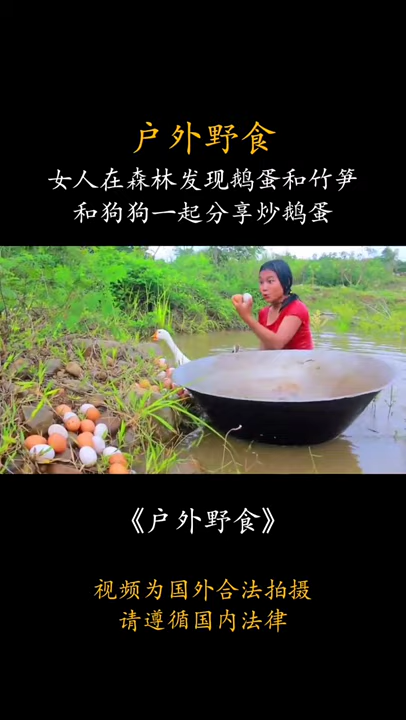 户外野食
女人在森林发现鹅蛋和竹笋
和狗狗一起分享炒鹅蛋
《户外野食》
视频为国外合法拍摄
请遵循国内法律